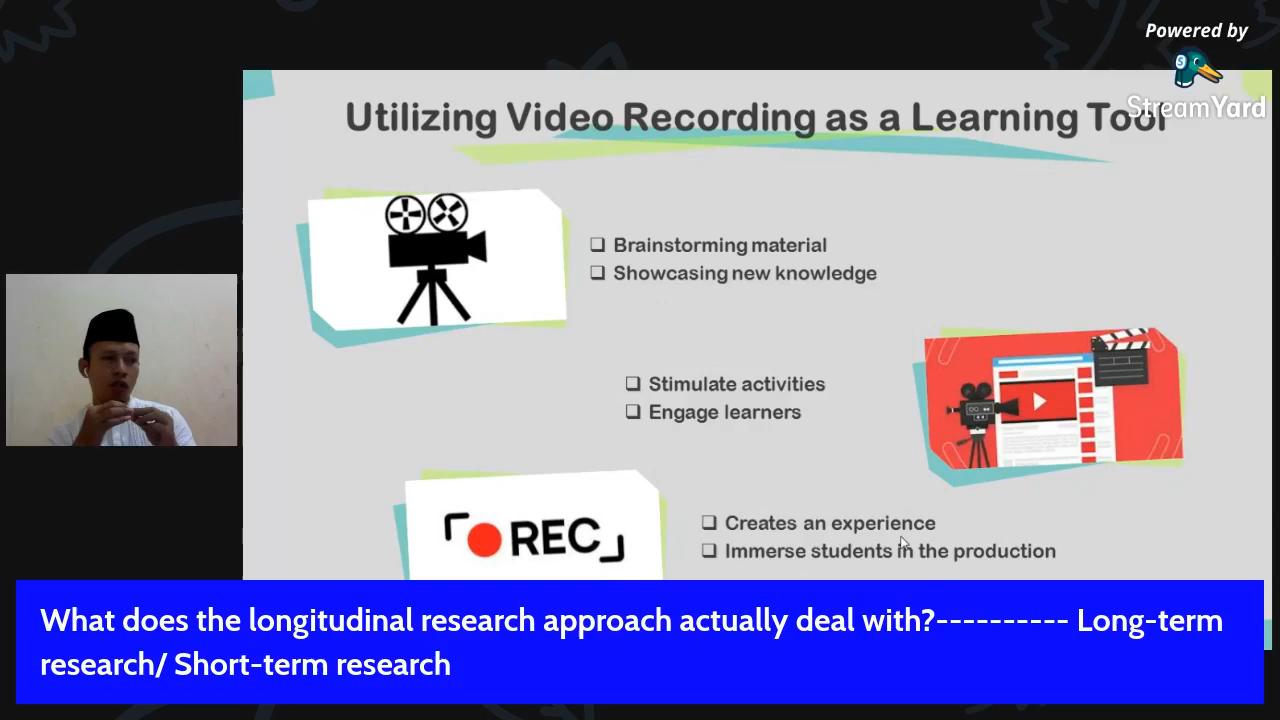 Powered by
StreamYard
Utilizing Video Recording as a Learning Tool
❑ Brainstorming material
❑ Showcasing new knowledge
❑ Stimulate activities
❑ Engage learners
REC
❑ Creates an experience
❑ Immerse students in the production
What does the longitudinal research approach actually deal with?---------- Long-term
research/ Short-term research